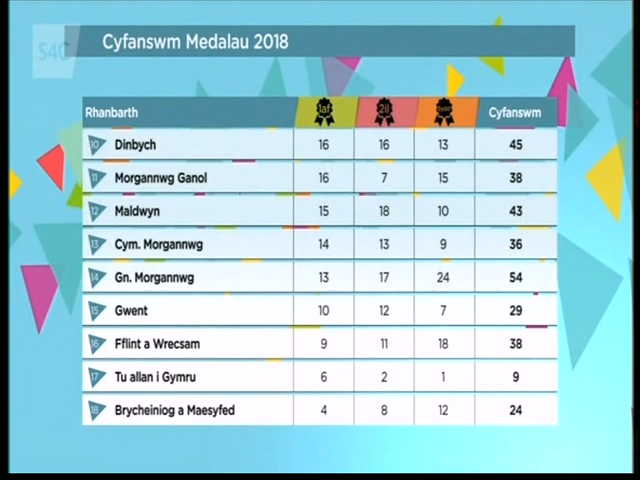 S4C
Cyfanswm Medalau 2018
Rhanbarth 1af 2il 3ydd Cyfanswm
10 Dinbych 16 16 13 45
11 Morgannwg Ganol 16 7 15 38
12 Maldwyn 15 18 10 43
13 Cym. Morgannwg 14 13 9 36
14 Gn. Morgannwg 13 17 24 54
15 Gwent 10 12 7 29
16 Fflint a Wrecsam 9 11 18 38
17 Tu allan i Gymru 6 2 1 9
18 Brycheiniog a Maesyfed 4 8 12 24